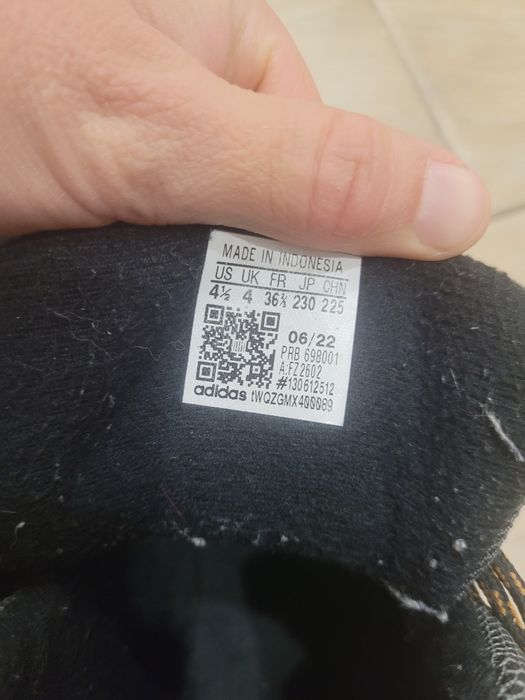 MADE IN INDONESIA
US UK FR JP CHN
4½ 4 36⅔ 230 225
06/22
PRB 698001
A:FZ2602
#130612512
adidas tWQZGMX400089